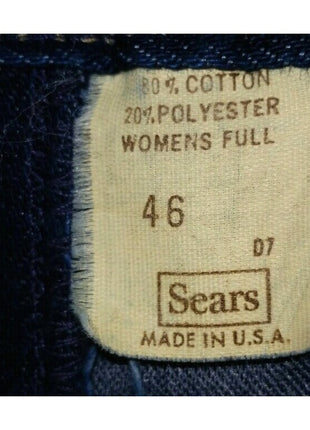 80% COTTON
20% POLYESTER
WOMENS FULL
46
07
Sears
MADE IN U.S.A.